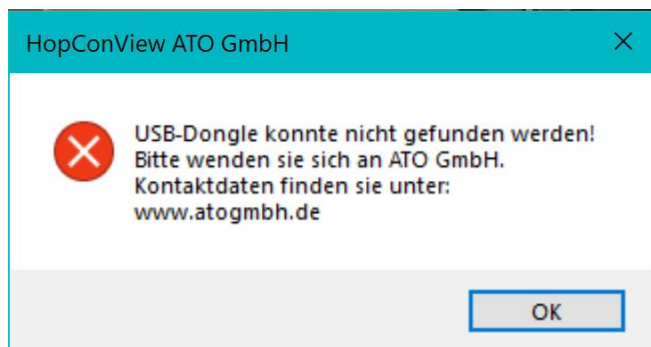 HopConView ATO GmbH
USB-Dongle konnte nicht gefunden werden!
Bitte wenden sie sich an ATO GmbH.
Kontaktdaten finden sie unter:
www.atogmbh.de
OK